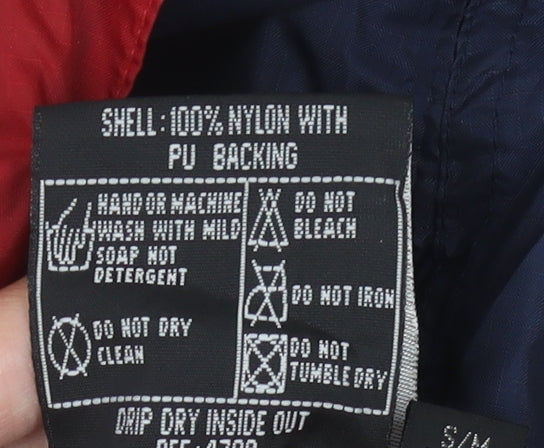 SHELL: 100% NYLON WITH
PU BACKING
HAND OR MACHINE
WASH WITH MILD
SOAP NOT
DETERGENT
DO NOT DRY
CLEAN
DO NOT
BLEACH
DO NOT IRON
DO NOT
TUMBLE DRY
DRIP DRY INSIDE OUT
S/M